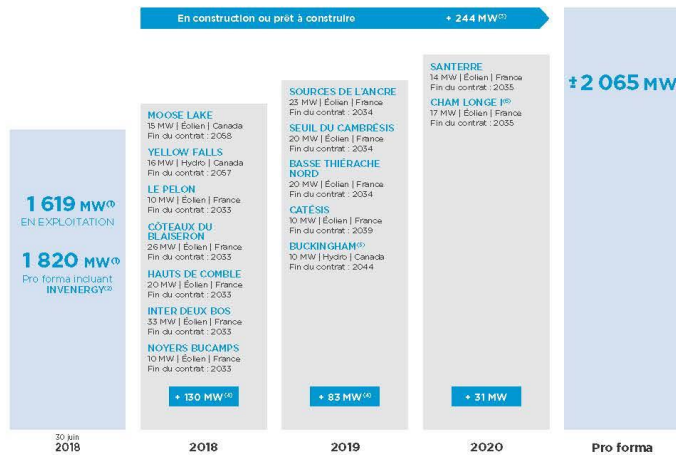 En construction ou prêt à construire + 244 MW(3)
1 619 MW(1)
EN EXPLOITATION
1 820 MW(1)
Pro forma incluant
INVENERGY(2)
30 juin
2018
MOOSE LAKE
15 MW | Éolien | Canada
Fin du contrat : 2058
YELLOW FALLS
16 MW | Hydro | Canada
Fin du contrat : 2057
LE PELON
10 MW | Éolien | France
Fin du contrat : 2033
CÔTEAUX DU
BLAISERON
26 MW | Éolien | France
Fin du contrat : 2033
HAUTS DE COMBLE
20 MW | Éolien | France
Fin du contrat : 2033
INTER DEUX BOS
33 MW | Éolien | France
Fin du contrat : 2033
NOYERS BUCAMPS
10 MW | Éolien | France
Fin du contrat : 2033
+ 130 MW(4)
2018
SOURCES DE L'ANCRE
23 MW | Éolien | France
Fin du contrat : 2034
SEUIL DU CAMBRÉSIS
20 MW | Éolien | France
Fin du contrat : 2034
BASSE THIÉRACHE
NORD
20 MW | Éolien | France
Fin du contrat : 2034
CATÉSIS
10 MW | Éolien | France
Fin du contrat : 2039
BUCKINGHAM(5)
10 MW | Hydro | Canada
Fin du contrat : 2044
+ 83 MW(4)
2019
SANTERRE
14 MW | Éolien | France
Fin du contrat : 2035
CHAM LONGE I(6)
17 MW | Éolien | France
Fin du contrat : 2035
+ 31 MW
2020
± 2 065 MW
Pro forma